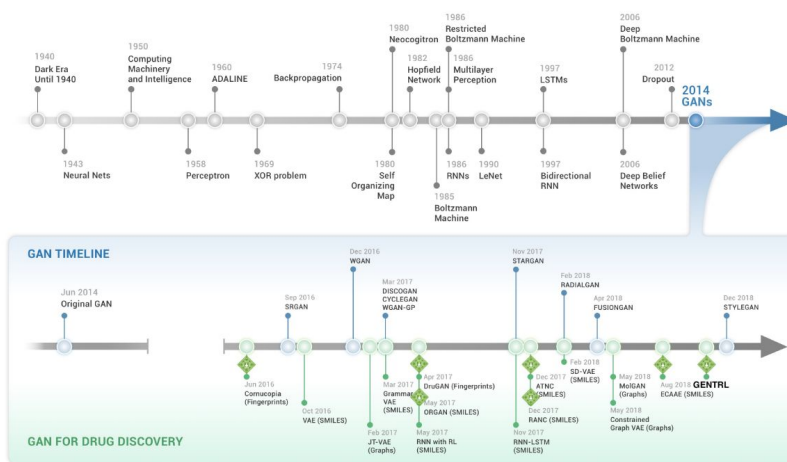 1940
Dark Era
Until 1940
1943
Neural Nets
1950
Computing
Machinery
and Intelligence
1958
Perceptron
1960
ADALINE
1969
XOR problem
1974
Backpropagation
1980
Neocogitron
1980
Self
Organizing
Map
1982
Hopfield
Network
1985
Boltzmann
Machine
1986
Restricted
Boltzmann Machine
1986
Multilayer
Perception
1986
RNNs
1990
LeNet
1997
LSTMs
1997
Bidirectional
RNN
2006
Deep
Boltzmann Machine
2006
Deep Belief
Networks
2012
Dropout
2014
GANs
GAN TIMELINE
Jun 2014
Original GAN
Sep 2016
SRGAN
Dec 2016
WGAN
Mar 2017
DISCOGAN
CYCLEGAN
WGAN-GP
Nov 2017
STARGAN
Feb 2018
RADIALGAN
Apr 2018
FUSIONGAN
Dec 2018
STYLEGAN
Jun 2016
Cornucopia
(Fingerprints)
Oct 2016
VAE (SMILES)
Feb 2017
JT-VAE
(Graphs)
Mar 2017
Grammar
VAE
(SMILES)
Apr 2017
DruGAN (Fingerprints)
May 2017
ORGAN (SMILES)
May 2017
RNN with RL (SMILES)
Nov 2017
RNN-LSTM
(SMILES)
Dec 2017
ATNC
(SMILES)
Dec 2017
RANC (SMILES)
Feb 2018
SD-VAE
(SMILES)
May 2018
MolGAN
(Graphs)
May 2018
Constrained
Graph VAE (Graphs)
Aug 2018
ECAAE (SMILES)
GENTRL
GAN FOR DRUG DISCOVERY